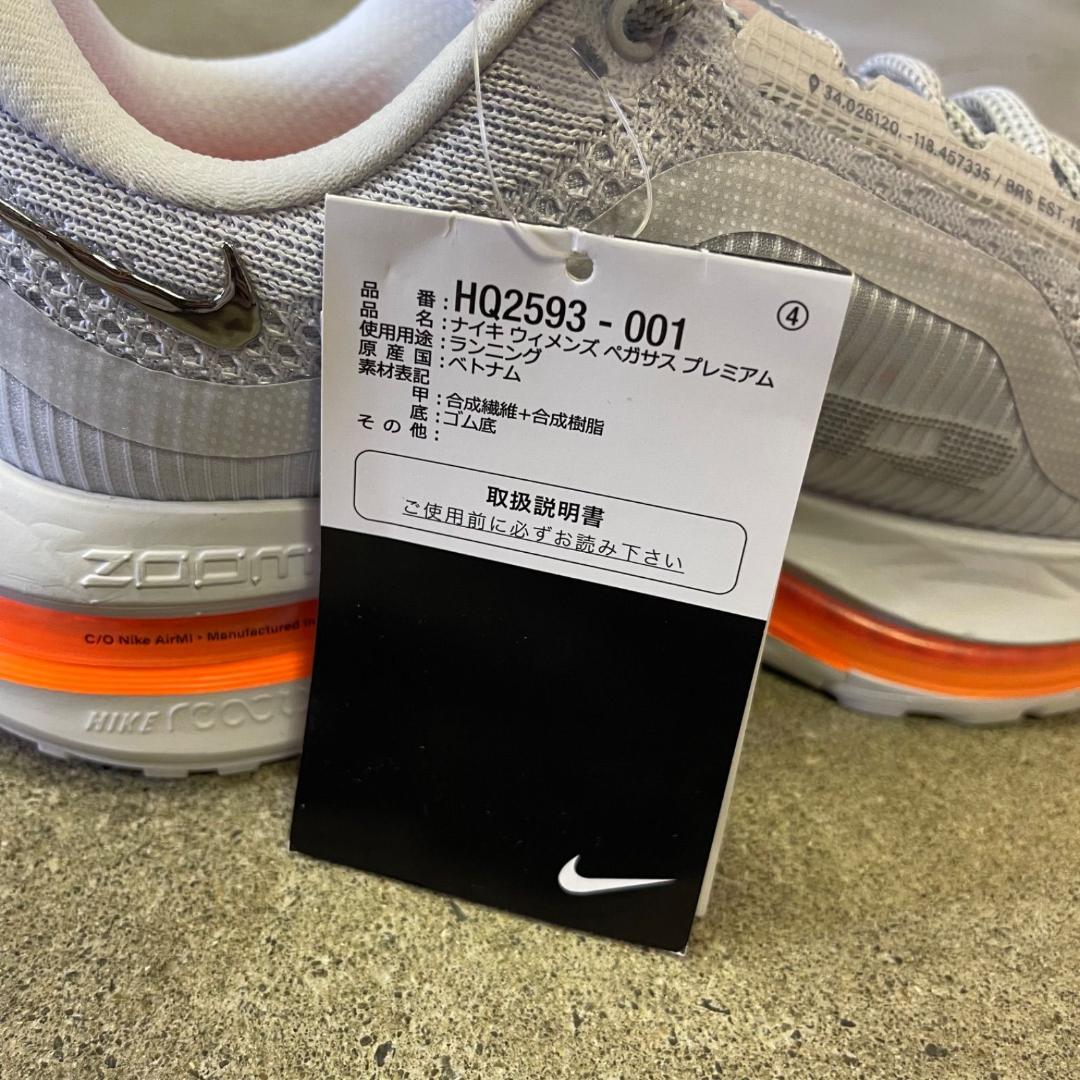 34.026120, -118.457335 / BRS EST.
品番：HQ2593 - 001 ④
品名：ナイキ ウィメンズ ペガサス プレミアム
使用用途：ランニング
原産国：ベトナム
素材表記
甲：合成繊維+合成樹脂
底：ゴム底
その他：
取扱説明書
ご使用前に必ずお読み下さい
ZOOM
C/O Nike AirMI • Manufactured in
NIKE